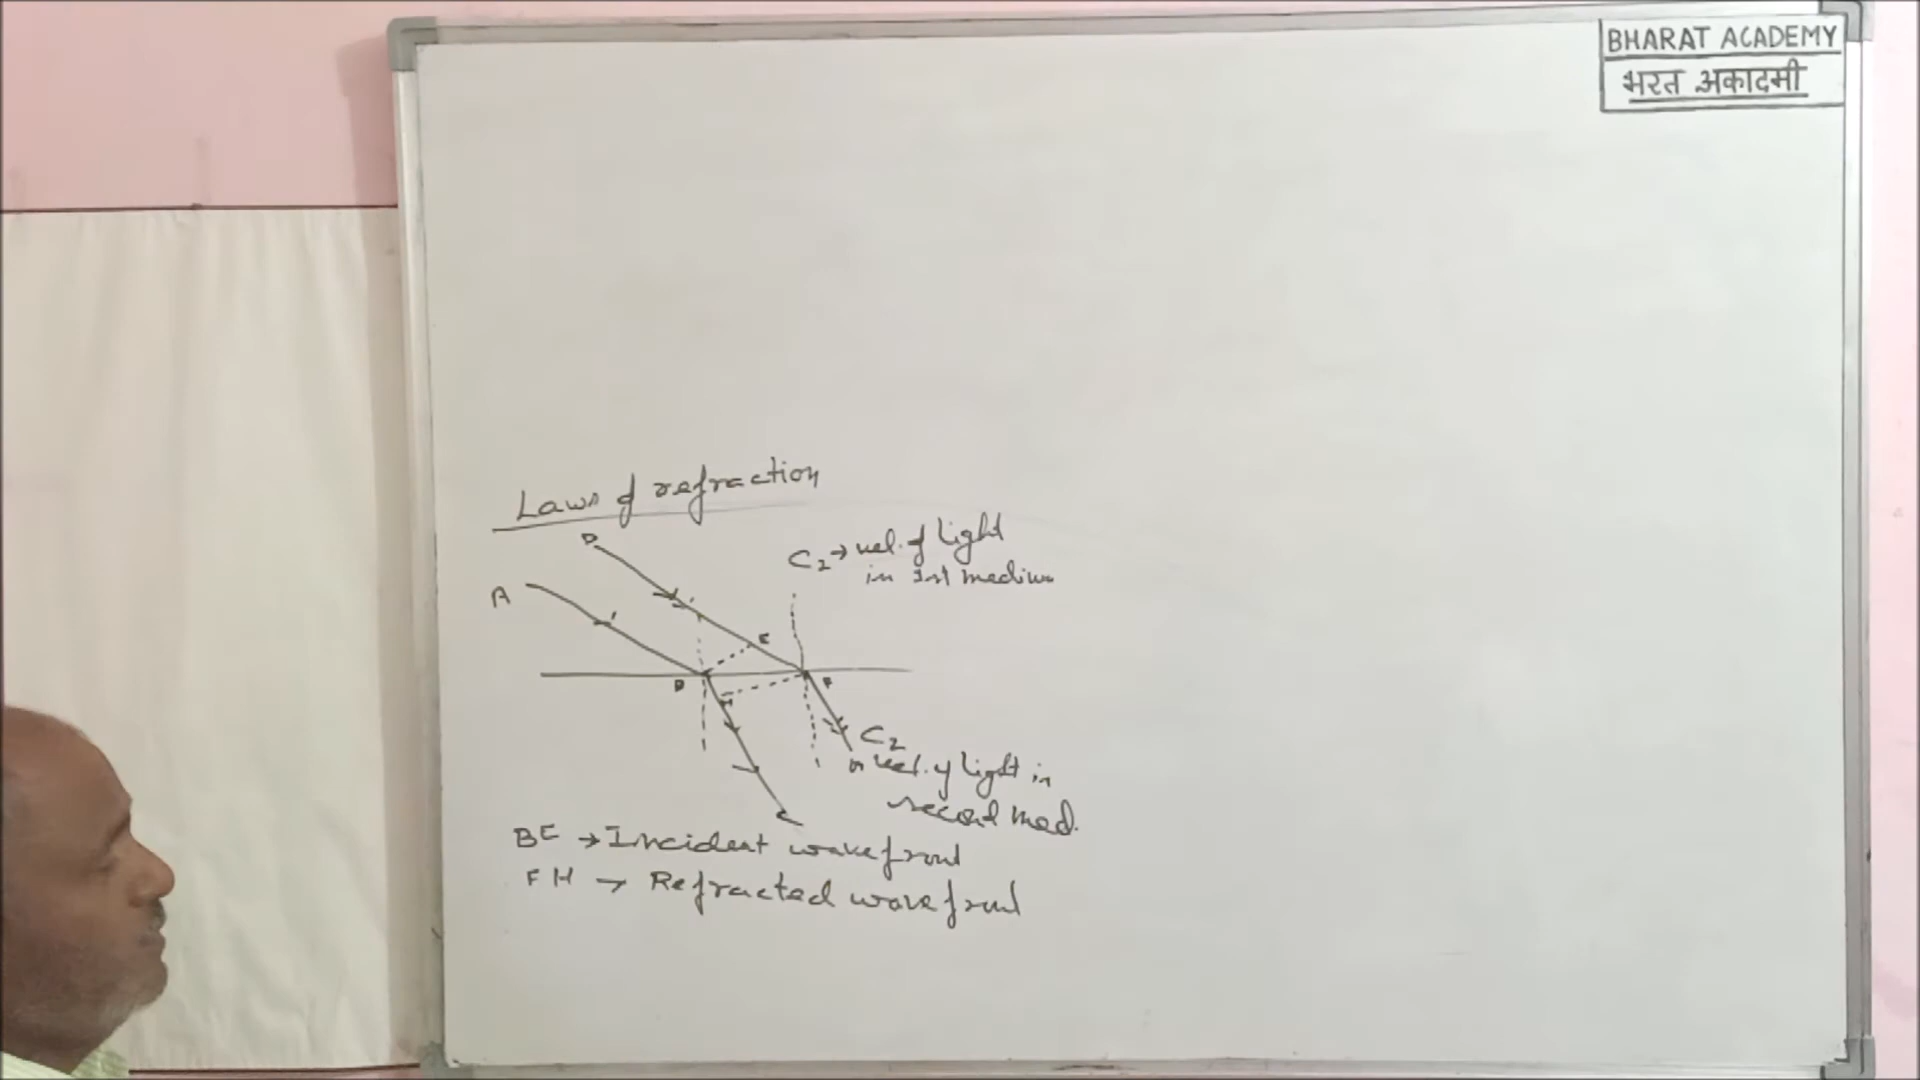 BHARAT ACADEMY
भरत अकादमी
Laws of refraction
D
C2 → vel. of light
in 1st medium
A
E
B
F
H
C2
vel. of light in
second med.
C
BE → Incident wavefront
FH → Refracted wavefront